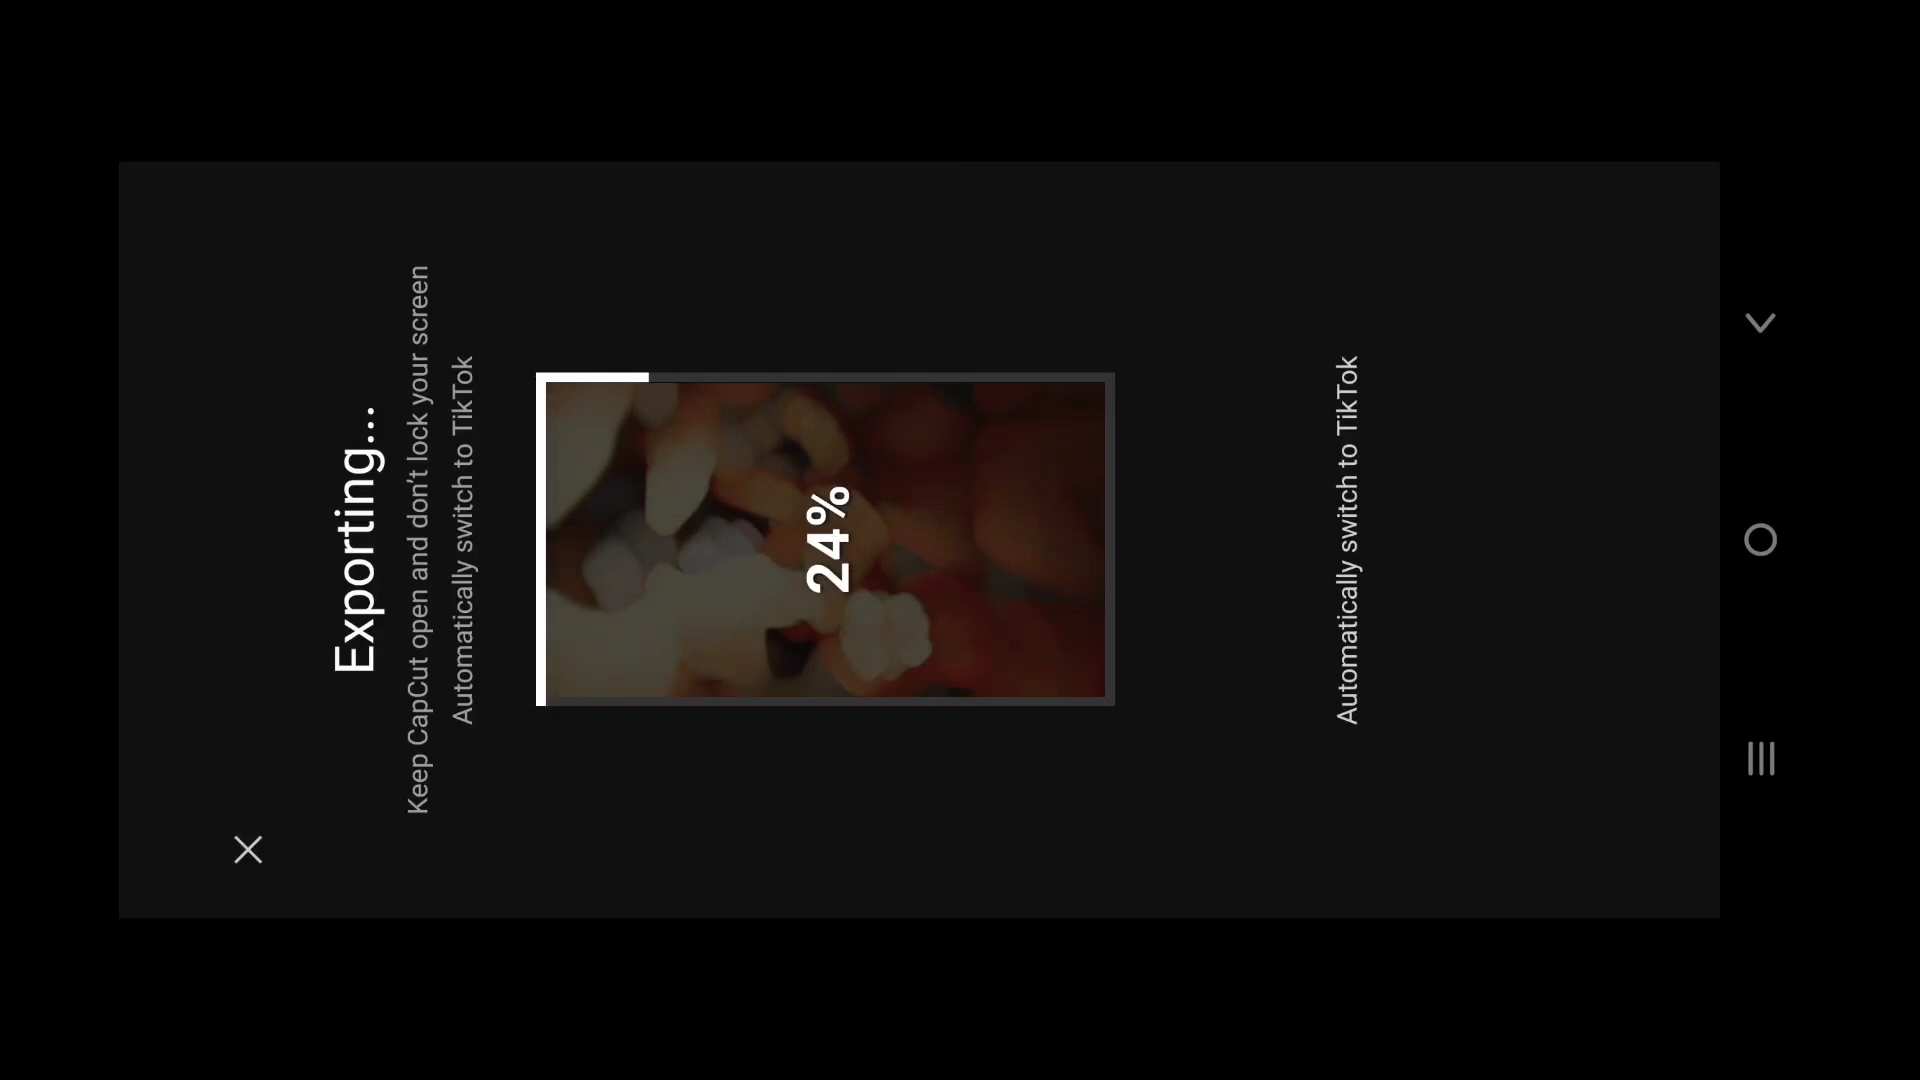 Exporting...
Keep CapCut open and don't lock your screen
Automatically switch to TikTok
24%
Automatically switch to TikTok